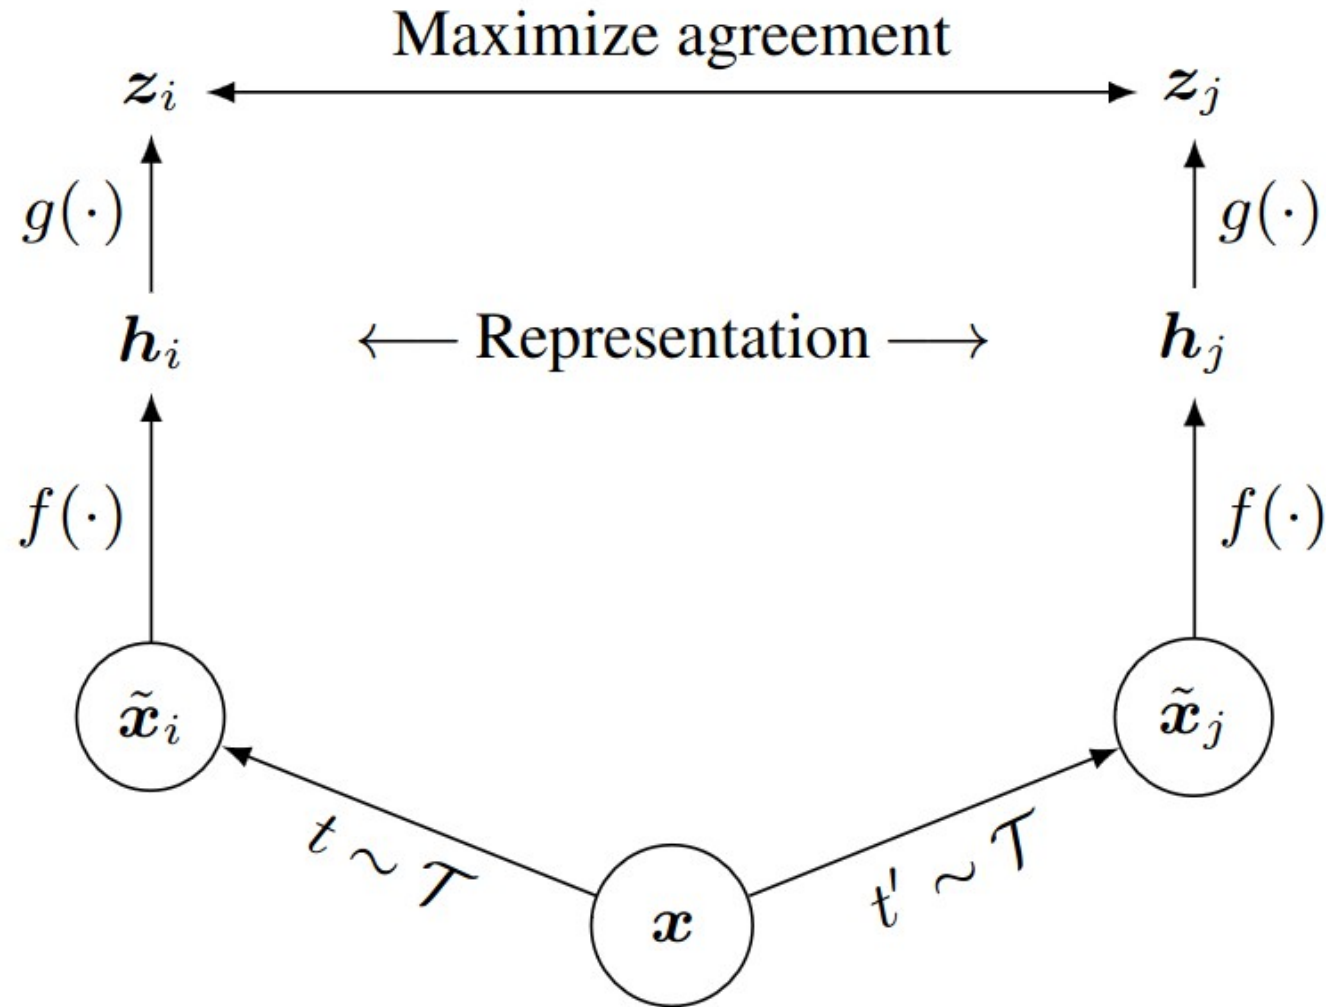 Maximize agreement
z_i z_j
g(·) g(·)
h_i ← Representation → h_j
f(·) f(·)
x̃_i x̃_j
t ~ 𝒯 t′ ~ 𝒯
x